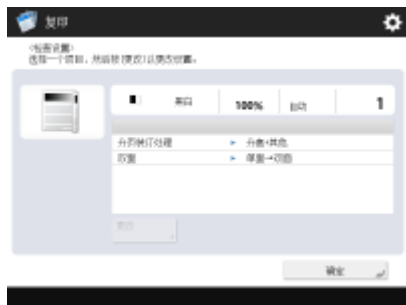 复印
<检查设置>
选择一个项目，然后按[更改]以更改设置。
黑白 100% 自动 1
分页装订处理 ▶ 分套+其他
双面 ▶ 单面→双面
更改
确定